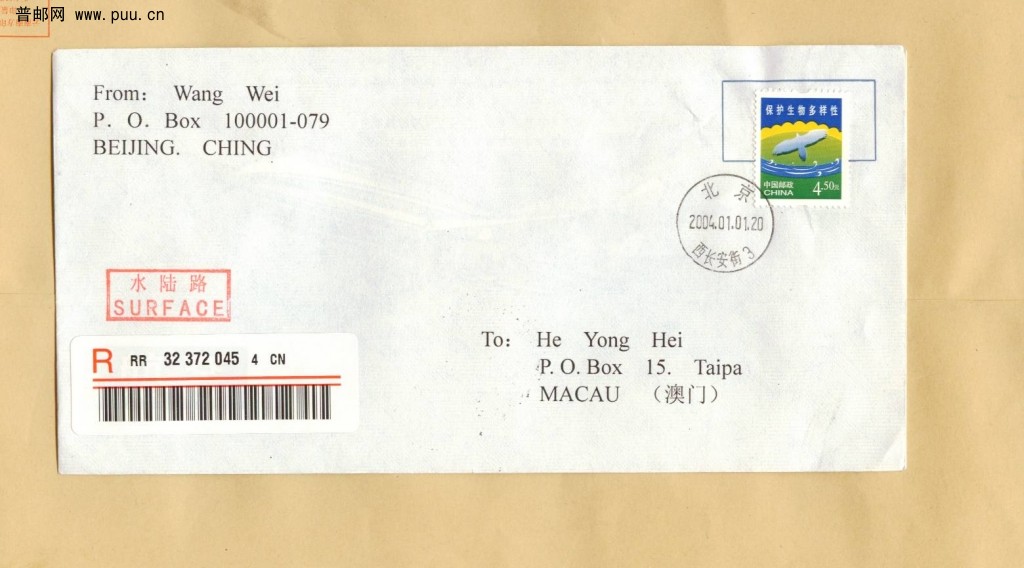 普邮网 www.puu.cn
From: Wang Wei
P. O. Box 100001-079
BEIJING. CHING
保护生物多样性
中国邮政
CHINA
4.50元
北京
2004.01.01.20
西长安街 3
水陆路
SURFACE
R RR 32 372 045 4 CN
To: He Yong Hei
P. O. Box 15. Taipa
MACAU (澳门)